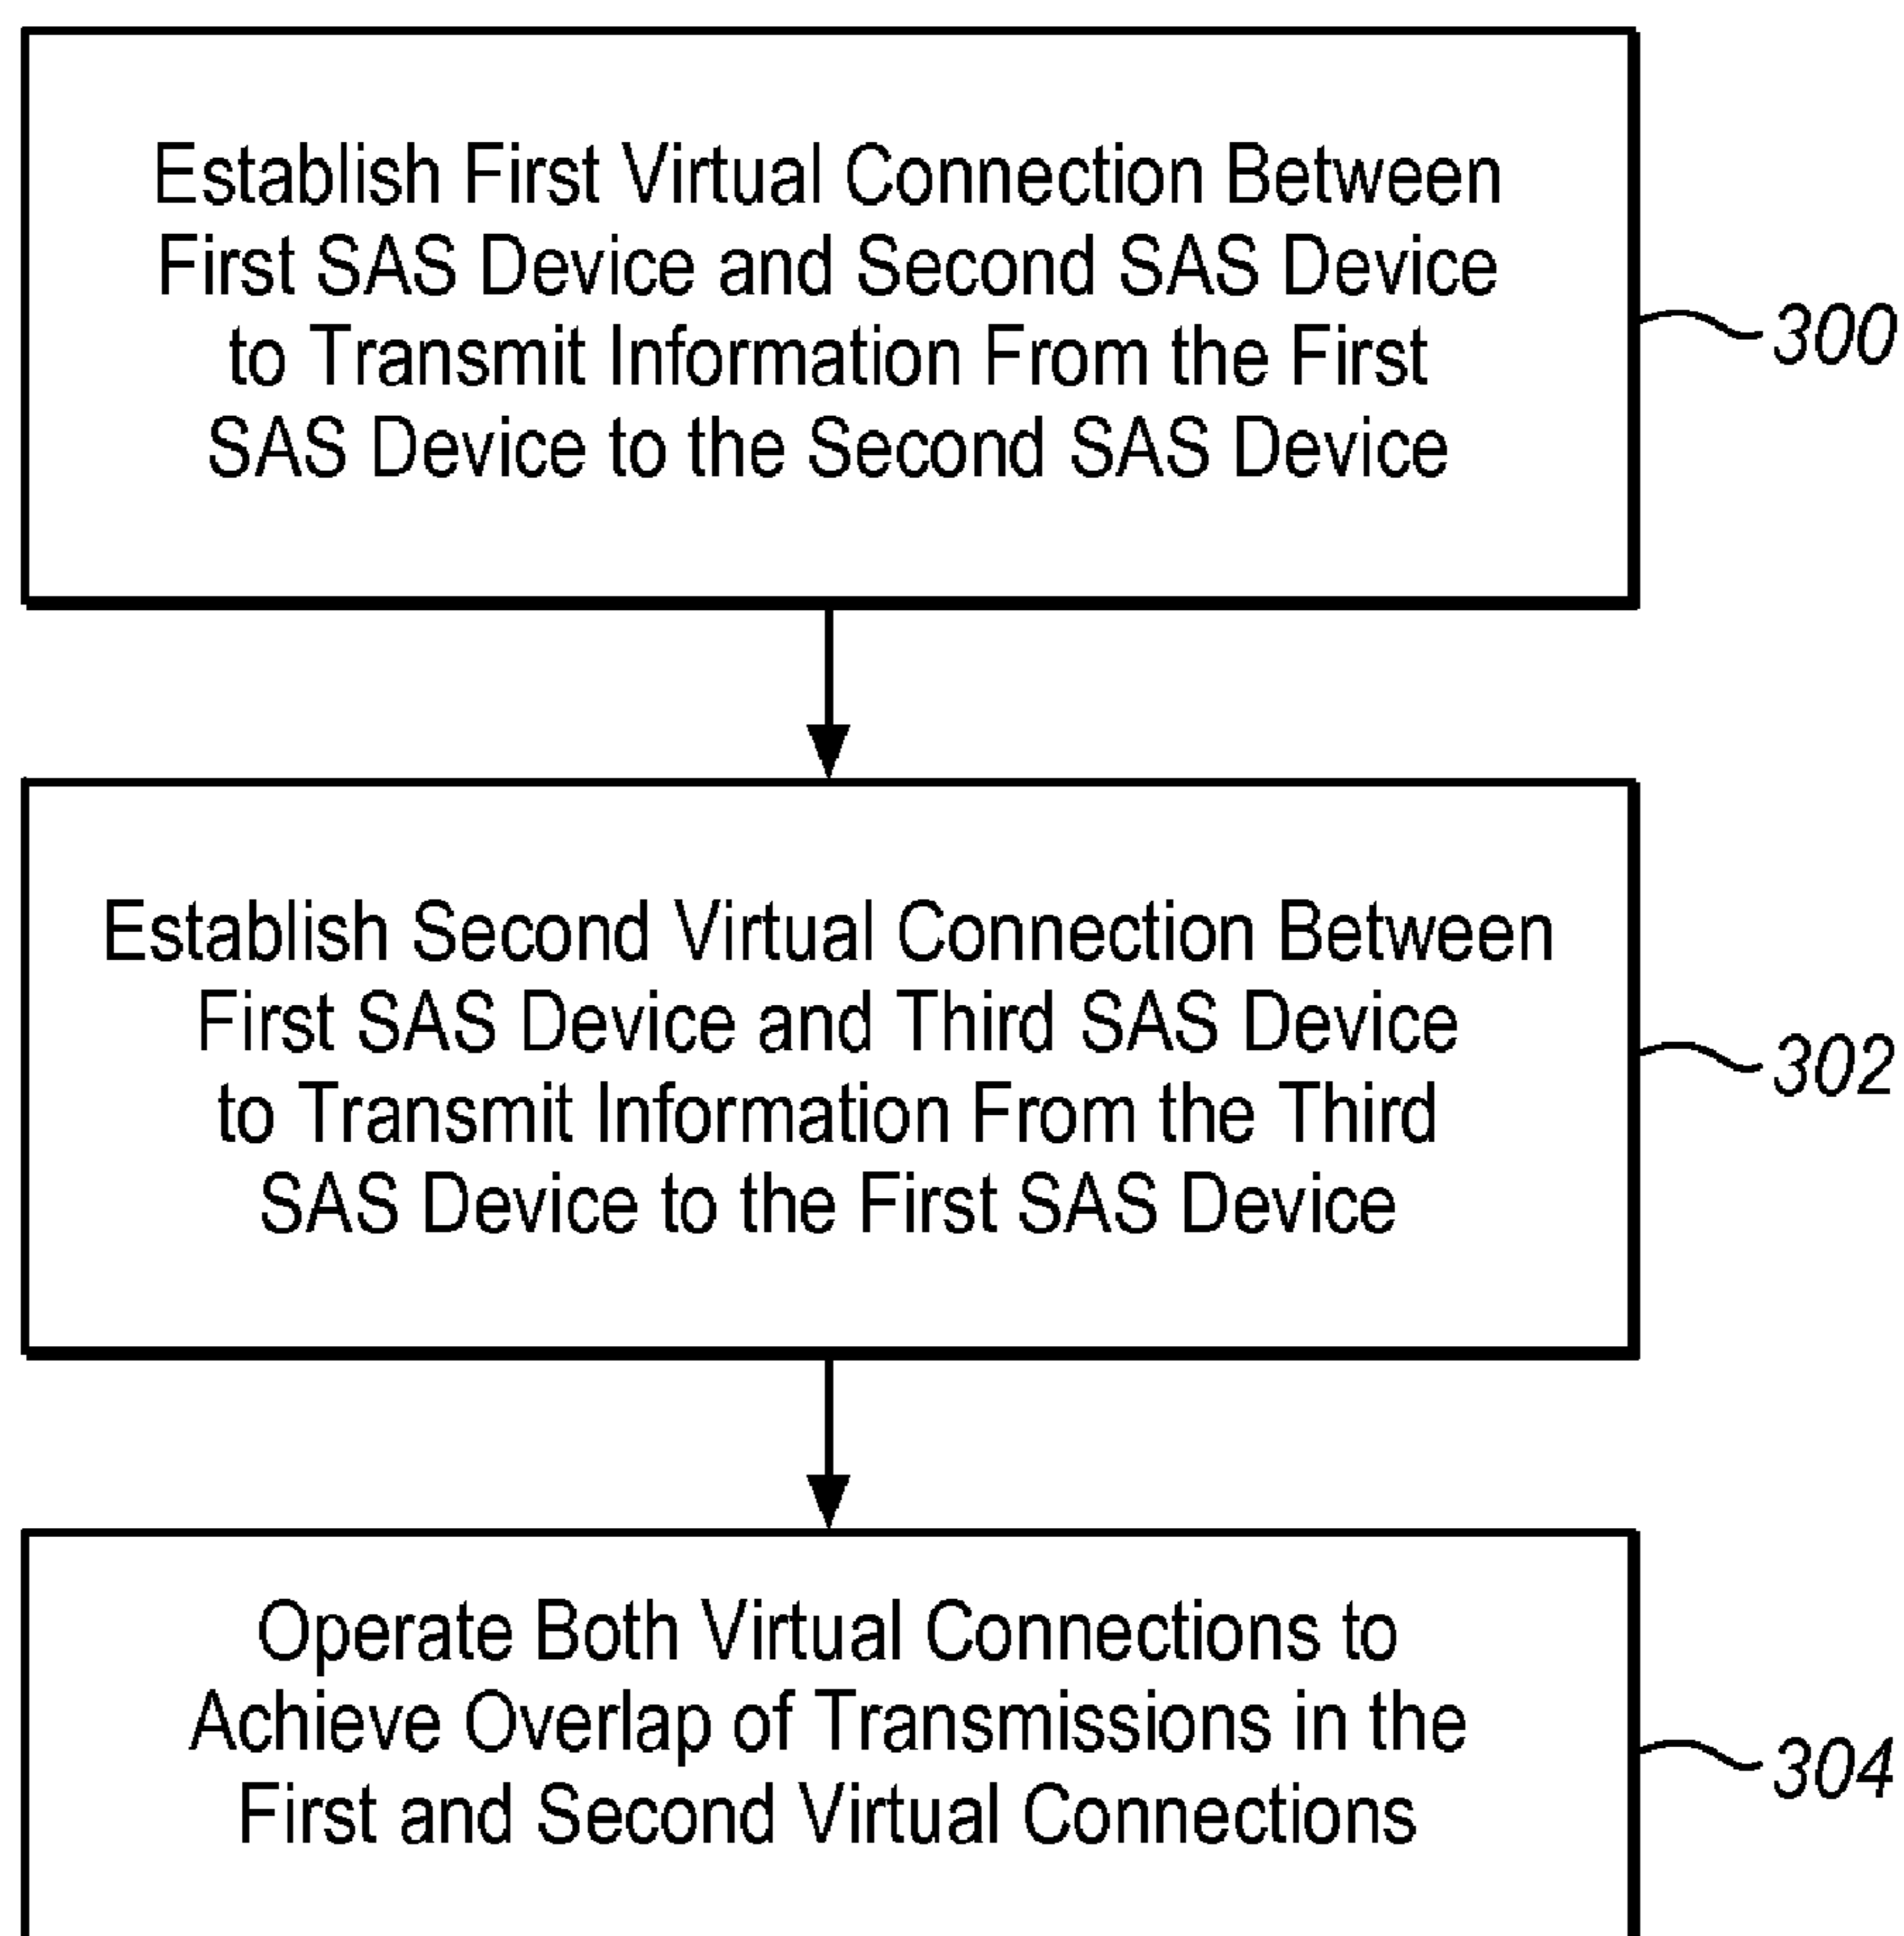 Establish First Virtual Connection Between
First SAS Device and Second SAS Device
to Transmit Information From the First
SAS Device to the Second SAS Device
300
Establish Second Virtual Connection Between
First SAS Device and Third SAS Device
to Transmit Information From the Third
SAS Device to the First SAS Device
302
Operate Both Virtual Connections to
Achieve Overlap of Transmissions in the
First and Second Virtual Connections
304